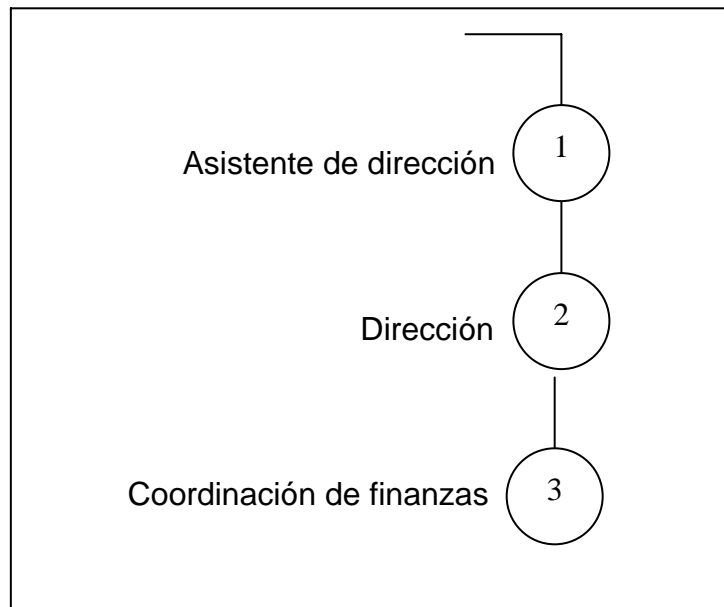 Asistente de dirección 1
Dirección 2
Coordinación de finanzas 3